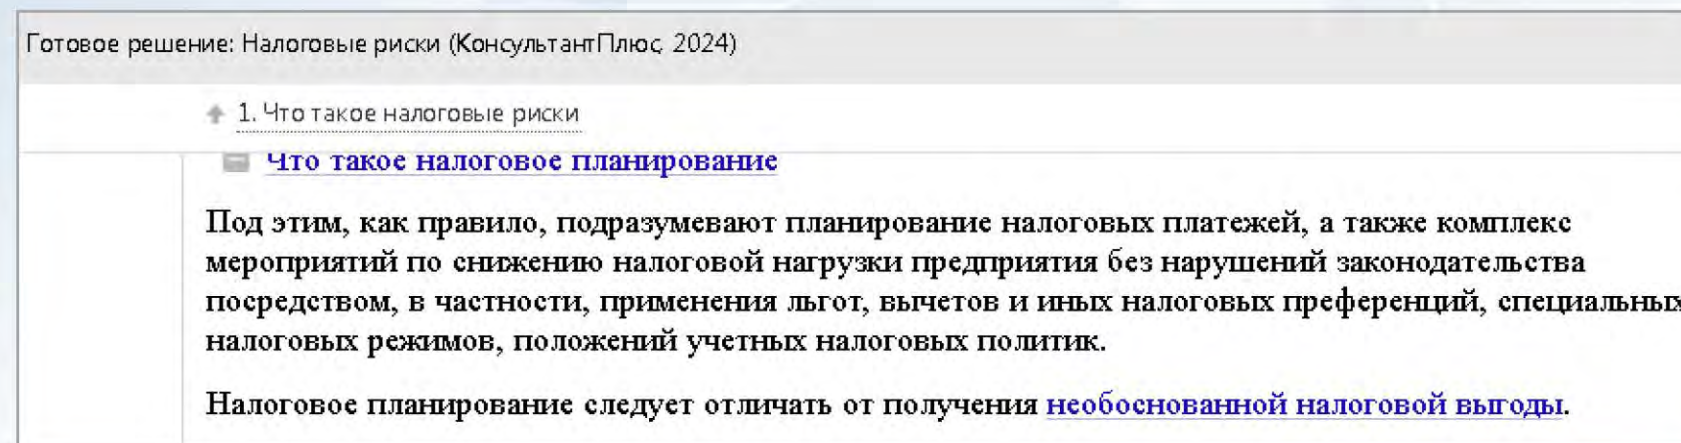 Готовое решение: Налоговые риски (КонсультантПлюс, 2024)
1. Что такое налоговые риски
Что такое налоговое планирование
Под этим, как правило, подразумевают планирование налоговых платежей, а также комплекс
мероприятий по снижению налоговой нагрузки предприятия без нарушений законодательства
посредством, в частности, применения льгот, вычетов и иных налоговых преференций, специальных
налоговых режимов, положений учетных налоговых политик.
Налоговое планирование следует отличать от получения необоснованной налоговой выгоды.